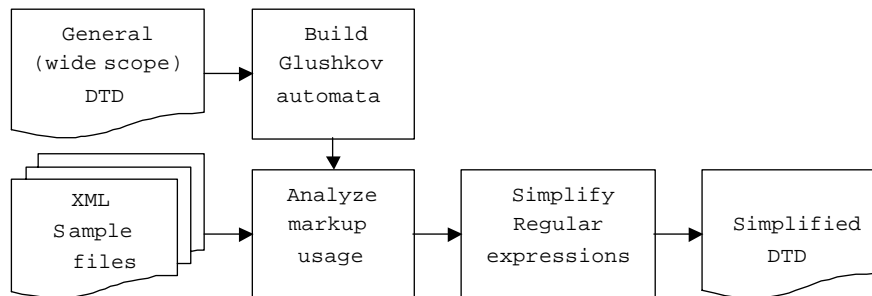 General
(wide scope)
DTD
Build
Glushkov
automata
XML
Sample
files
Analyze
markup
usage
Simplify
Regular
expressions
Simplified
DTD